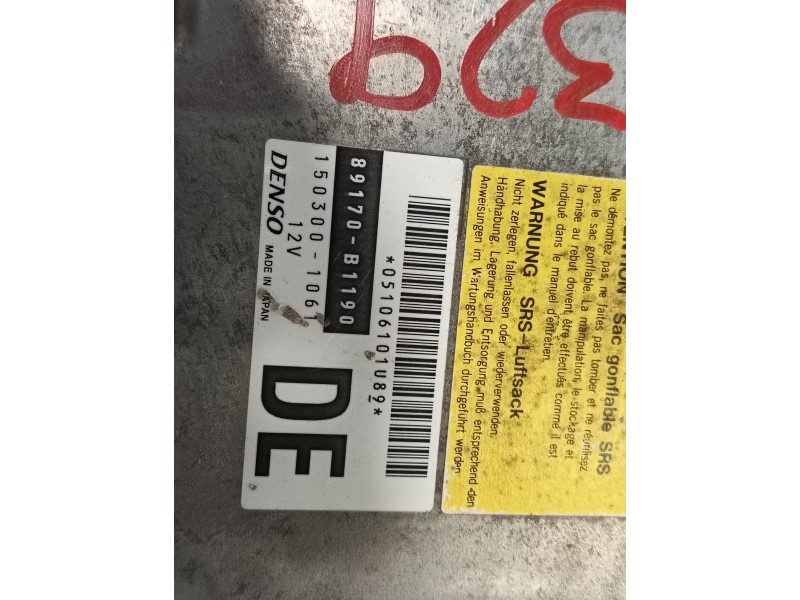 *05106101U89*
89170-B1190
150300-1061
12V
DENSO MADE IN JAPAN
DE
Sac gonflable SRS
Ne démontez pas, ne faites pas tomber et ne réutilisez
pas le sac gonflable. La manipulation, le stockage et
la mise au rebut doivent être effectués comme il est
indiqué dans le manuel d'entretien.
WARNUNG SRS-Luftsack
Nicht zerlegen, fallenlassen oder wiederverwenden.
Händhabung, Lagerung und Entsorgung muß entsprechend den
Anweisungen im Wartungshandbuch durchgeführt werden